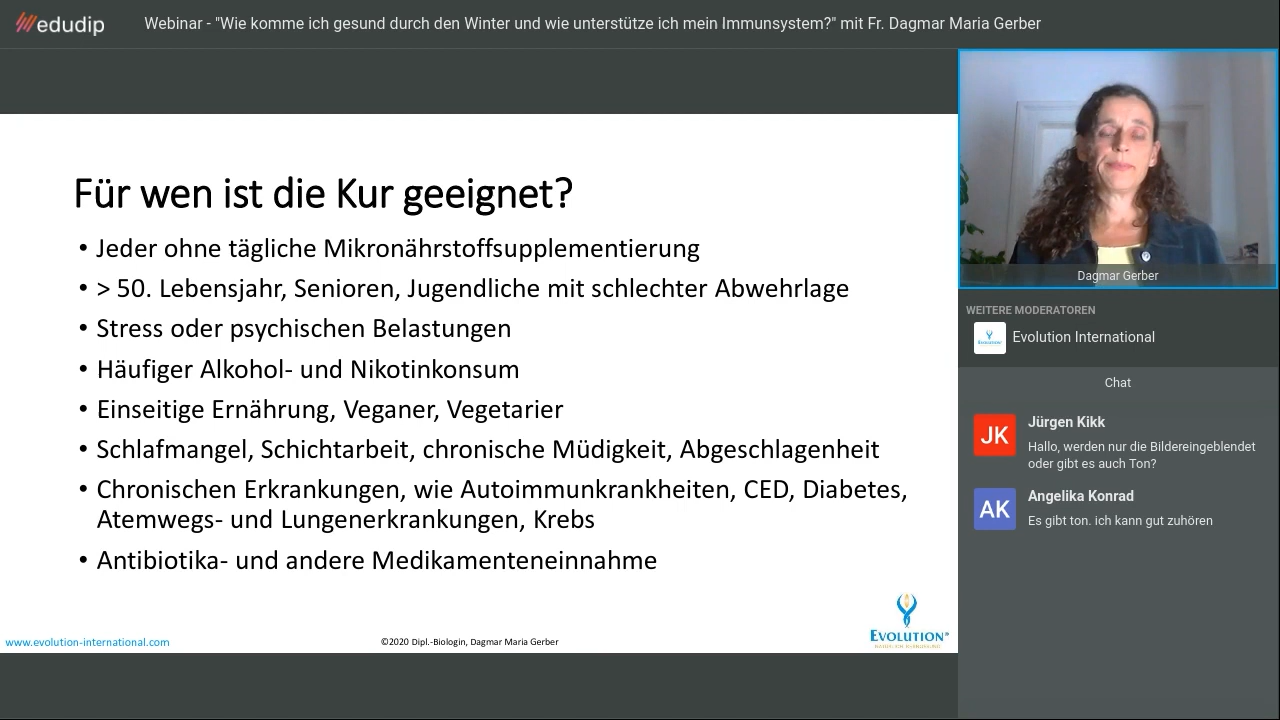 edudip
Webinar - "Wie komme ich gesund durch den Winter und wie unterstütze ich mein Immunsystem?" mit Fr. Dagmar Maria Gerber
Für wen ist die Kur geeignet?
• Jeder ohne tägliche Mikronährstoffsupplementierung
• > 50. Lebensjahr, Senioren, Jugendliche mit schlechter Abwehrlage
• Stress oder psychischen Belastungen
• Häufiger Alkohol- und Nikotinkonsum
• Einseitige Ernährung, Veganer, Vegetarier
• Schlafmangel, Schichtarbeit, chronische Müdigkeit, Abgeschlagenheit
• Chronischen Erkrankungen, wie Autoimmunkrankheiten, CED, Diabetes,
Atemwegs- und Lungenerkrankungen, Krebs
• Antibiotika- und andere Medikamenteneinnahme
www.evolution-international.com
©2020 Dipl.-Biologin, Dagmar Maria Gerber
EVOLUTION®
Dagmar Gerber
WEITERE MODERATOREN
Evolution International
Chat
JK
Jürgen Kikk
Hallo, werden nur die Bildereingeblendet
oder gibt es auch Ton?
AK
Angelika Konrad
Es gibt ton. ich kann gut zuhören